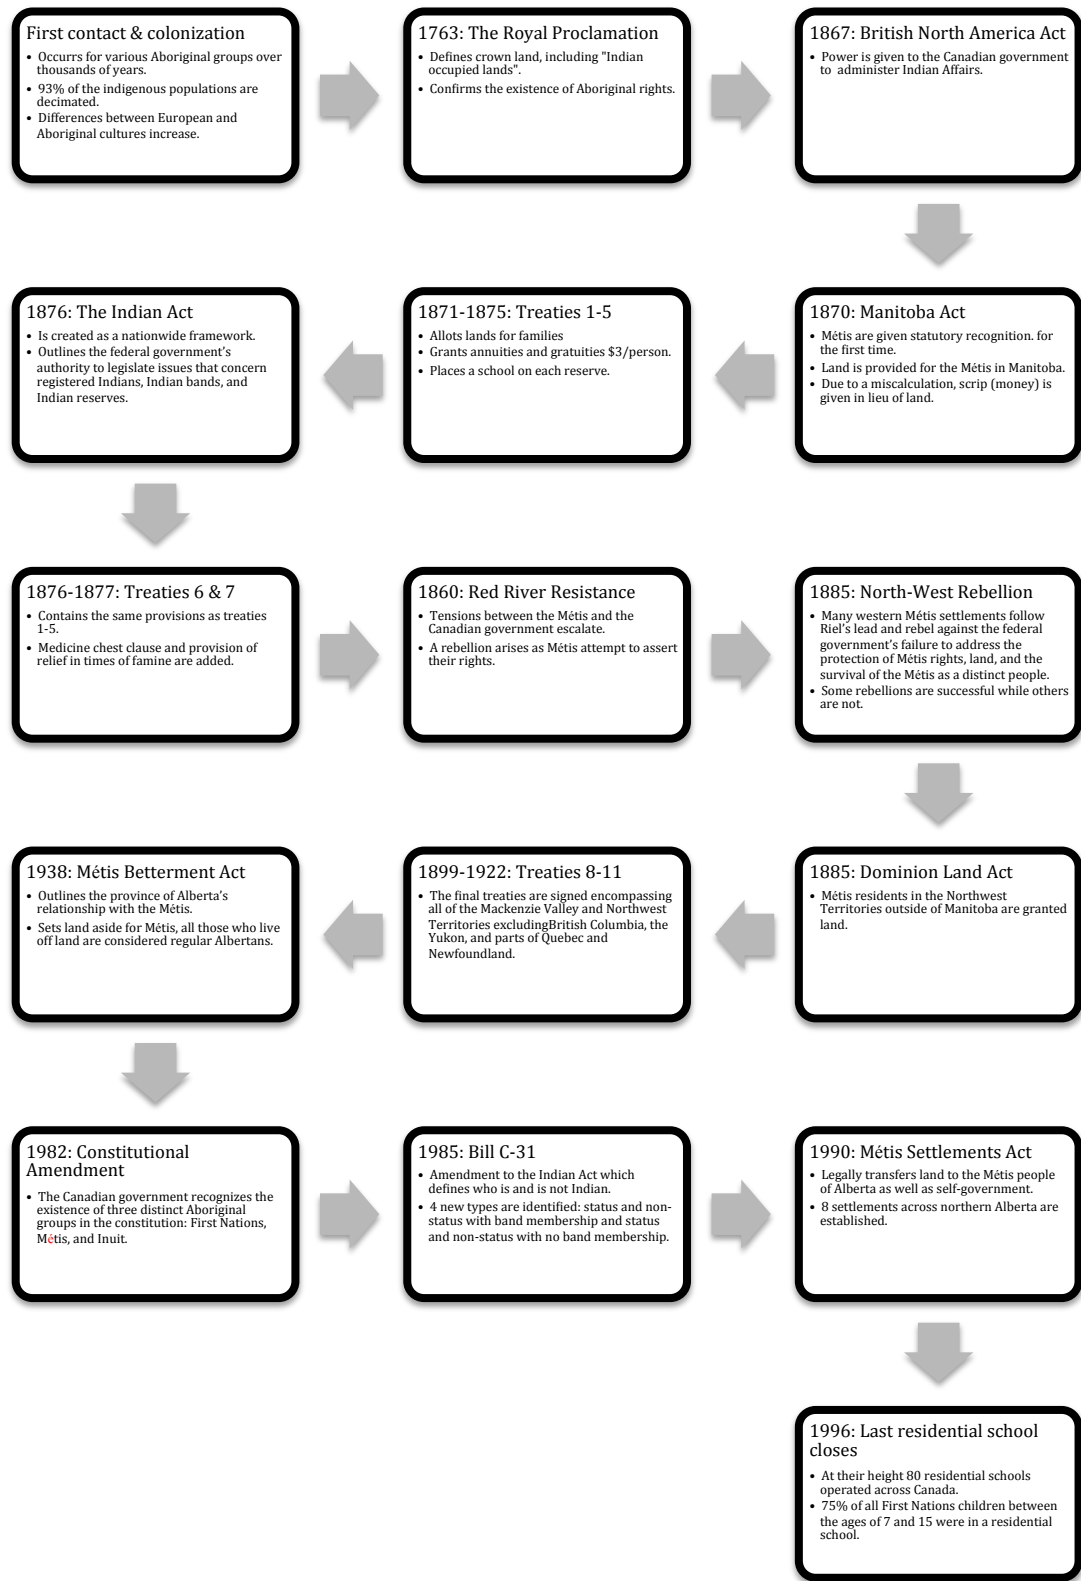 First contact & colonization
• Occurrs for various Aboriginal groups over
thousands of years.
• 93% of the indigenous populations are
decimated.
• Differences between European and
Aboriginal cultures increase.
1763: The Royal Proclamation
• Defines crown land, including "Indian
occupied lands".
• Confirms the existence of Aboriginal rights.
1867: British North America Act
• Power is given to the Canadian government
to administer Indian Affairs.
1870: Manitoba Act
• Métis are given statutory recognition. for
the first time.
• Land is provided for the Métis in Manitoba.
• Due to a miscalculation, scrip (money) is
given in lieu of land.
1871-1875: Treaties 1-5
• Allots lands for families
• Grants annuities and gratuities $3/person.
• Places a school on each reserve.
1876: The Indian Act
• Is created as a nationwide framework.
• Outlines the federal government's
authority to legislate issues that concern
registered Indians, Indian bands, and
Indian reserves.
1876-1877: Treaties 6 & 7
• Contains the same provisions as treaties
1-5.
• Medicine chest clause and provision of
relief in times of famine are added.
1860: Red River Resistance
• Tensions between the Métis and the
Canadian government escalate.
• A rebellion arises as Métis attempt to assert
their rights.
1885: North-West Rebellion
• Many western Métis settlements follow
Riel's lead and rebel against the federal
government's failure to address the
protection of Métis rights, land, and the
survival of the Métis as a distinct people.
• Some rebellions are successful while others
are not.
1885: Dominion Land Act
• Métis residents in the Northwest
Territories outside of Manitoba are granted
land.
1899-1922: Treaties 8-11
• The final treaties are signed encompassing
all of the Mackenzie Valley and Northwest
Territories excludingBritish Columbia, the
Yukon, and parts of Quebec and
Newfoundland.
1938: Métis Betterment Act
• Outlines the province of Alberta's
relationship with the Métis.
• Sets land aside for Métis, all those who live
off land are considered regular Albertans.
1982: Constitutional
Amendment
• The Canadian government recognizes the
existence of three distinct Aboriginal
groups in the constitution: First Nations,
Métis, and Inuit.
1985: Bill C-31
• Amendment to the Indian Act which
defines who is and is not Indian.
• 4 new types are identified: status and non-
status with band membership and status
and non-status with no band membership.
1990: Métis Settlements Act
• Legally transfers land to the Métis people
of Alberta as well as self-government.
• 8 settlements across northern Alberta are
established.
1996: Last residential school
closes
• At their height 80 residential schools
operated across Canada.
• 75% of all First Nations children between
the ages of 7 and 15 were in a residential
school.